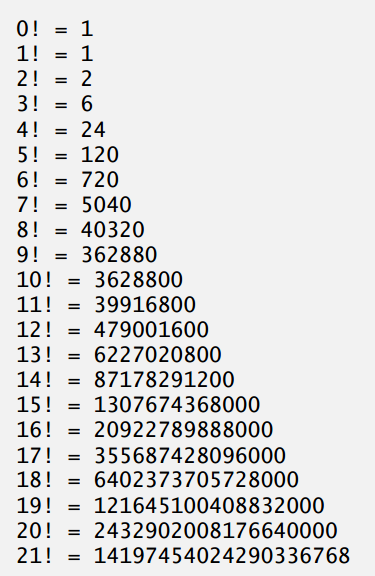 0! = 1
1! = 1
2! = 2
3! = 6
4! = 24
5! = 120
6! = 720
7! = 5040
8! = 40320
9! = 362880
10! = 3628800
11! = 39916800
12! = 479001600
13! = 6227020800
14! = 87178291200
15! = 1307674368000
16! = 20922789888000
17! = 355687428096000
18! = 6402373705728000
19! = 121645100408832000
20! = 2432902008176640000
21! = 14197454024290336768